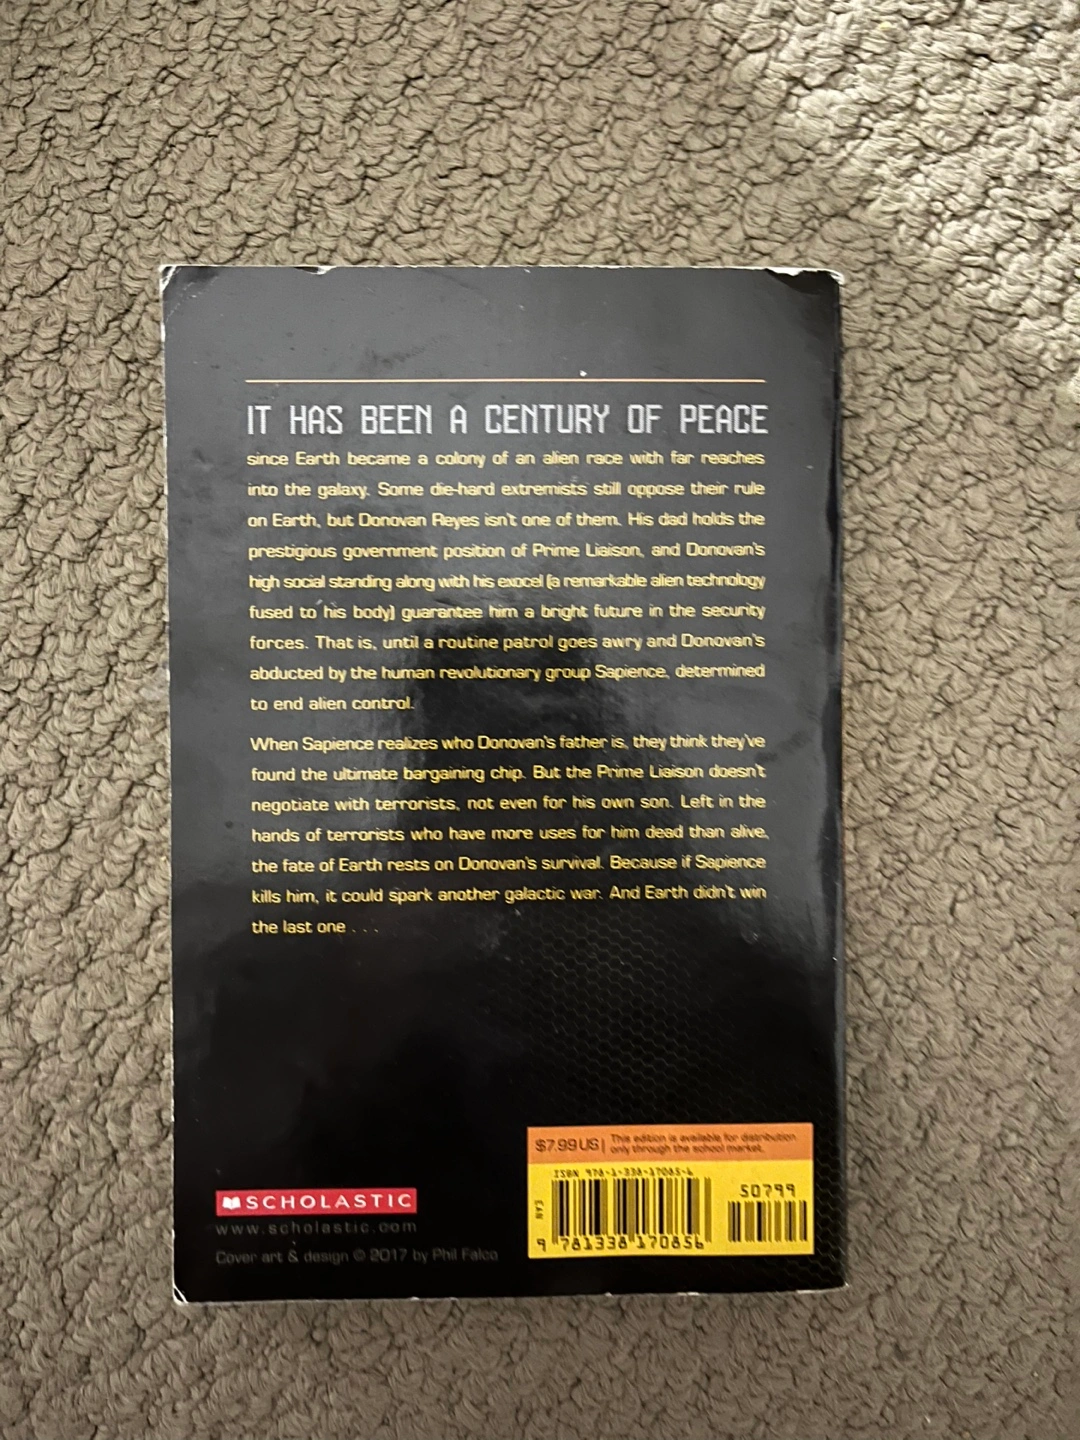 IT HAS BEEN A CENTURY OF PEACE
since Earth became a colony of an alien race with far reaches
into the galaxy. Some die-hard extremists still oppose their rule
on Earth, but Donovan Reyes isn't one of them. His dad holds the
prestigious government position of Prime Liaison, and Donovan's
high social standing along with his exocel (a remarkable alien technology
fused to his body) guarantee him a bright future in the security
forces. That is, until a routine patrol goes awry and Donovan's
abducted by the human revolutionary group Sapience, determined
to end alien control.
When Sapience realizes who Donovan's father is, they think they've
found the ultimate bargaining chip. But the Prime Liaison doesn't
negotiate with terrorists, not even for his own son. Left in the
hands of terrorists who have more uses for him dead than alive,
the fate of Earth rests on Donovan's survival. Because if Sapience
kills him, it could spark another galactic war. And Earth didn't win
the last one . . .
$7.99 US | This edition is available for distribution
only through the school market.
ISBN 978-1-338-17085-6
50799
9 781338 170856
SCHOLASTIC
www.scholastic.com
Cover art & design © 2017 by Phil Falco